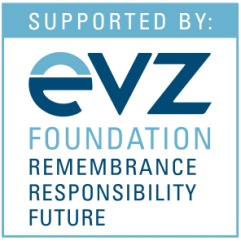 SUPPORTED BY:
evz
FOUNDATION
REMEMBRANCE
RESPONSIBILITY
FUTURE